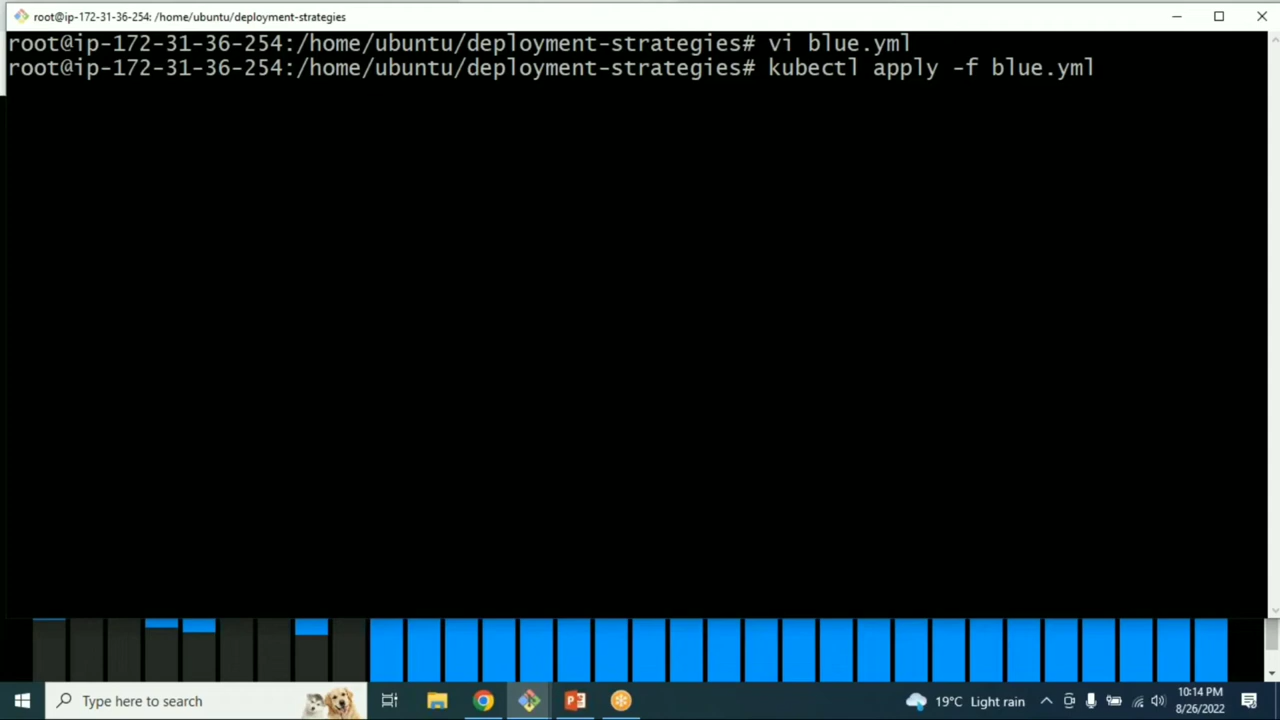 root@ip-172-31-36-254: /home/ubuntu/deployment-strategies
root@ip-172-31-36-254:/home/ubuntu/deployment-strategies# vi blue.yml
root@ip-172-31-36-254:/home/ubuntu/deployment-strategies# kubectl apply -f blue.yml
Type here to search
19°C Light rain
10:14 PM
8/26/2022